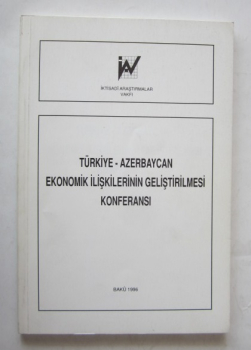 İAV
İKTİSADİ ARAŞTIRMALAR
VAKFI
TÜRKİYE - AZERBAYCAN
EKONOMİK İLİŞKİLERİNİN GELİŞTİRİLMESİ
KONFERANSI
BAKÜ 1996